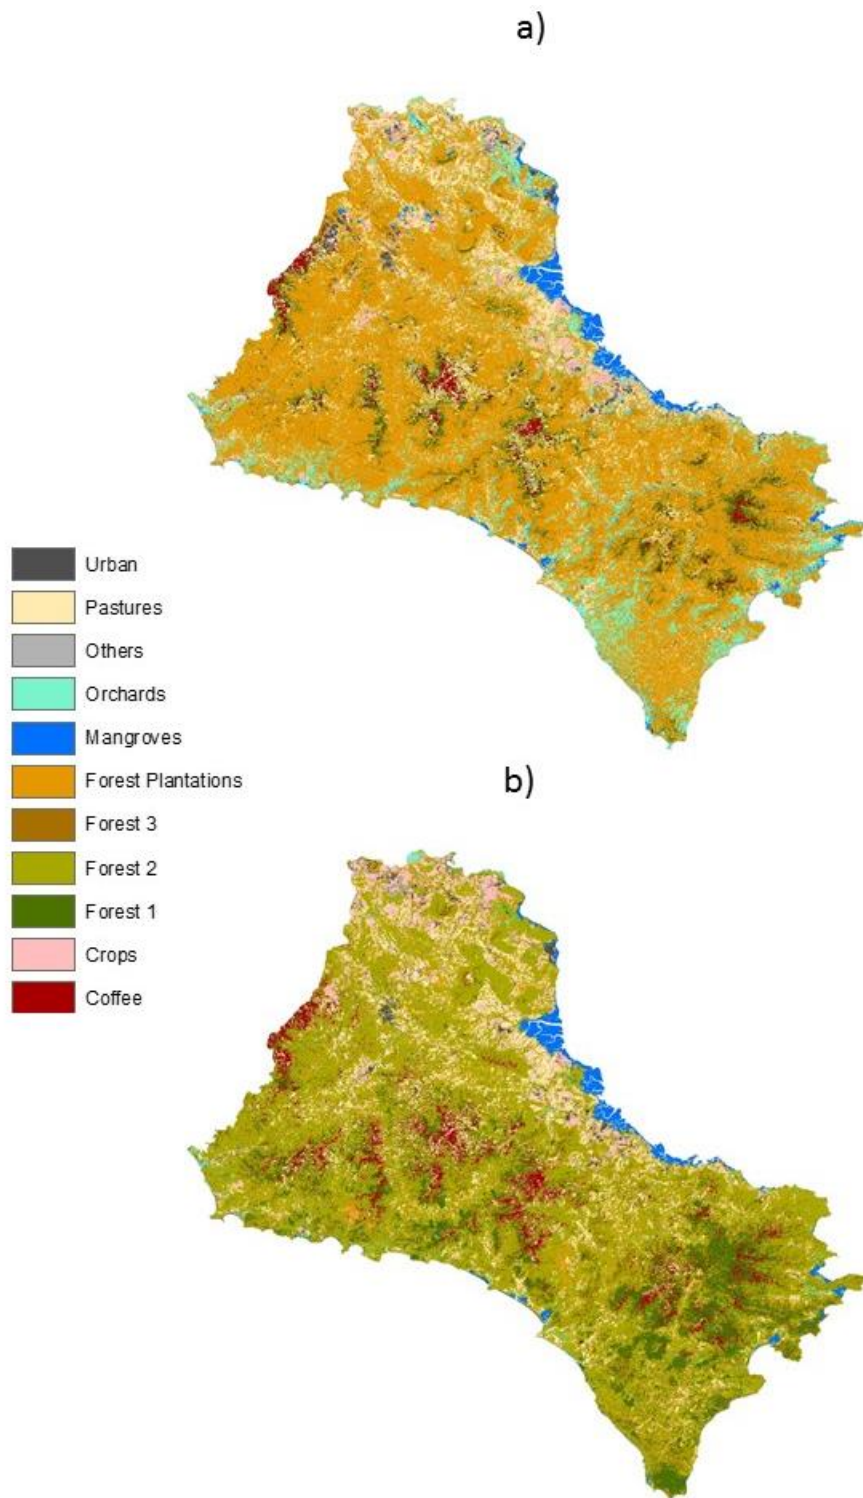 a)
Urban
Pastures
Others
Orchards
Mangroves
Forest Plantations
Forest 3
Forest 2
Forest 1
Crops
Coffee
b)